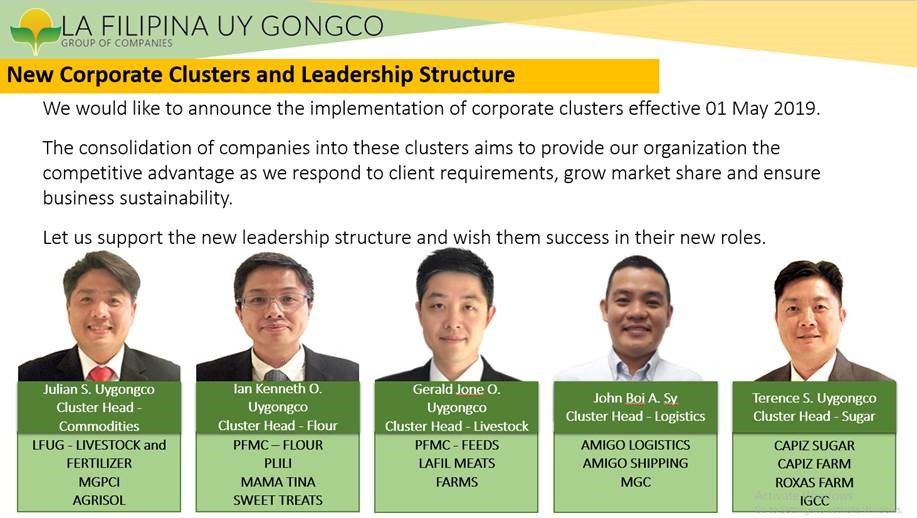 LA FILIPINA UY GONGCO
GROUP OF COMPANIES
New Corporate Clusters and Leadership Structure
We would like to announce the implementation of corporate clusters effective 01 May 2019.
The consolidation of companies into these clusters aims to provide our organization the
competitive advantage as we respond to client requirements, grow market share and ensure
business sustainability.
Let us support the new leadership structure and wish them success in their new roles.
Julian S. Uygongco
Cluster Head -
Commodities
LFUG - LIVESTOCK and
FERTILIZER
MGPCI
AGRISOL
Ian Kenneth O.
Uygongco
Cluster Head - Flour
PFMC – FLOUR
PLILI
MAMA TINA
SWEET TREATS
Gerald Jone O.
Uygongco
Cluster Head - Livestock
PFMC - FEEDS
LAFIL MEATS
FARMS
John Boi A. Sy
Cluster Head - Logistics
AMIGO LOGISTICS
AMIGO SHIPPING
MGC
Terence S. Uygongco
Cluster Head - Sugar
CAPIZ SUGAR
CAPIZ FARM
ROXAS FARM
IGCC
Activate Windows